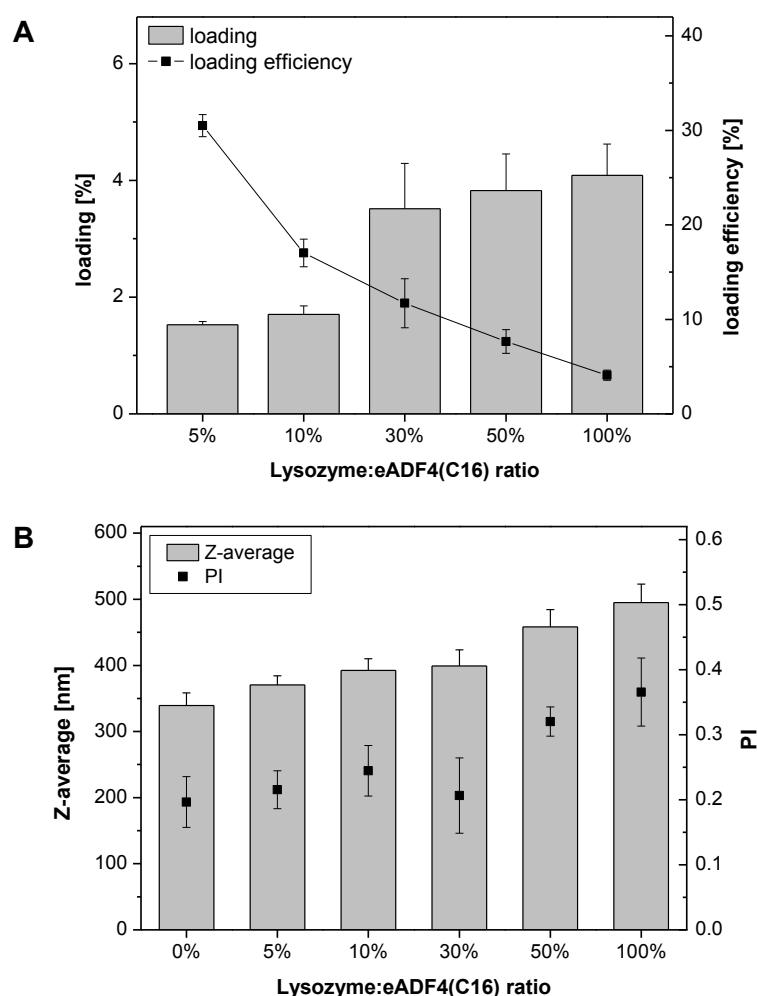 A
loading
loading efficiency
6
4
2
0
loading [%]
40
30
20
10
0
loading efficiency [%]
5% 10% 30% 50% 100%
Lysozyme:eADF4(C16) ratio
B
Z-average
PI
600
500
400
300
200
100
0
Z-average [nm]
0.6
0.5
0.4
0.3
0.2
0.1
0.0
PI
0% 5% 10% 30% 50% 100%
Lysozyme:eADF4(C16) ratio